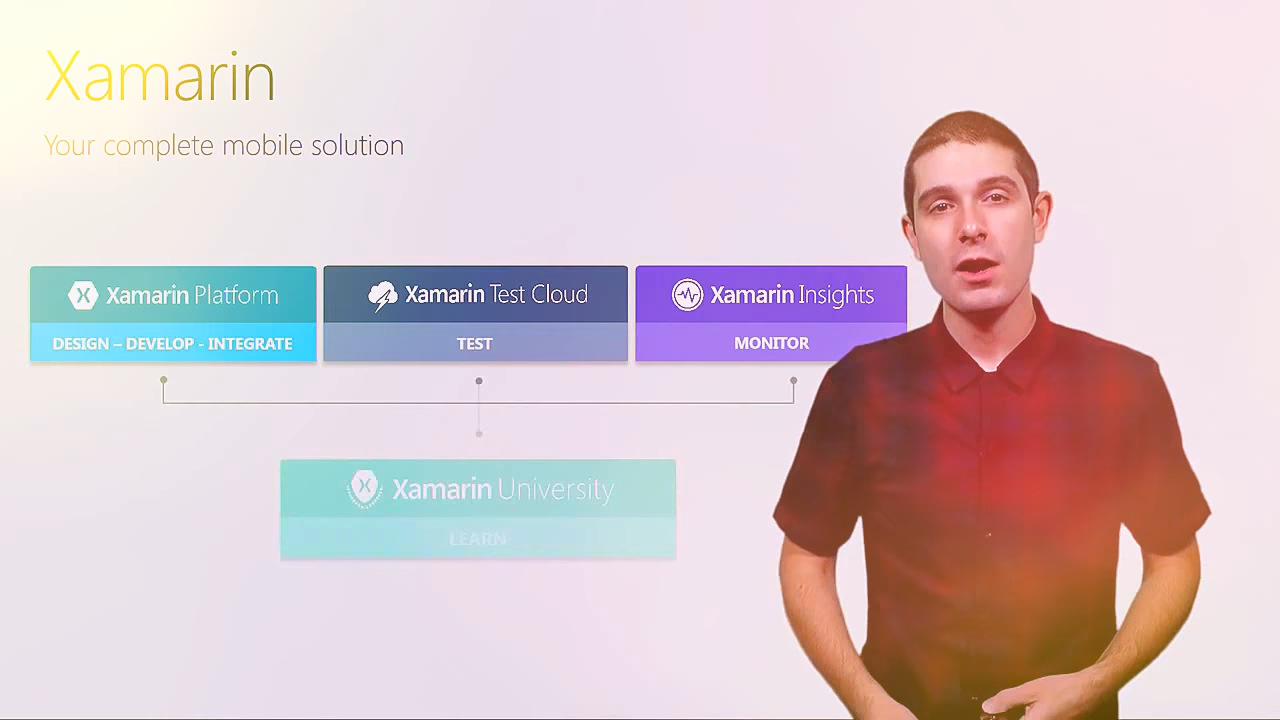 Xamarin
Your complete mobile solution
Xamarin Platform
DESIGN – DEVELOP - INTEGRATE
Xamarin Test Cloud
TEST
Xamarin Insights
MONITOR
Xamarin University
LEARN